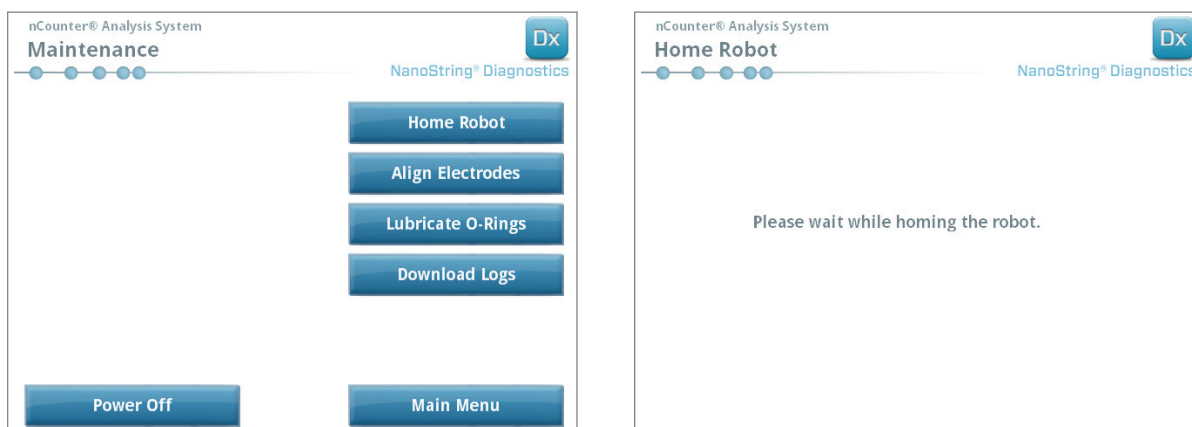 nCounter® Analysis System
Maintenance
Dx
NanoString® Diagnostics
Home Robot
Align Electrodes
Lubricate O-Rings
Download Logs
Power Off
Main Menu
nCounter® Analysis System
Home Robot
Dx
NanoString® Diagnostics
Please wait while homing the robot.